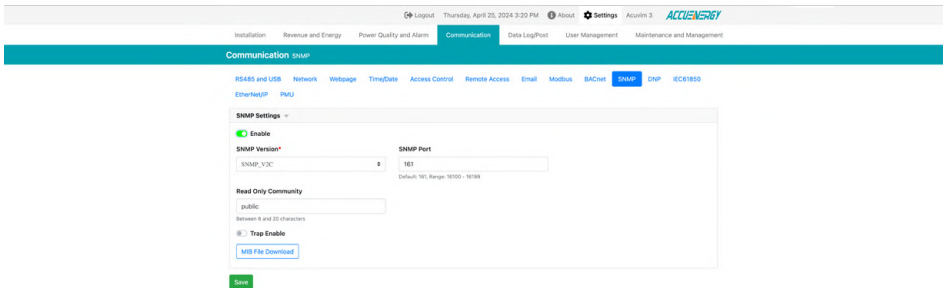 Logout Thursday, April 25, 2024 3:20 PM About Settings Acuvim 3 ACCUENERGY
Installation Revenue and Energy Power Quality and Alarm Communication Data Log/Post User Management Maintenance and Management
Communication SNMP
RS485 and USB Network Webpage Time/Date Access Control Remote Access Email Modbus BACnet SNMP DNP IEC61850
EtherNet/IP PMU
SNMP Settings
Enable
SNMP Version* SNMP Port
SNMP_V2C 161
Default: 161, Range: 16100 - 16199
Read Only Community
public
Between 6 and 20 characters
Trap Enable
MIB File Download
Save